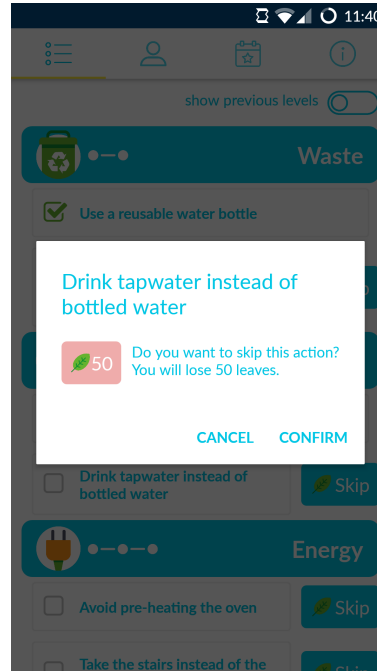 11:40
show previous levels
Waste
Use a reusable water bottle
Drink tapwater instead of
bottled water
50
Do you want to skip this action?
You will lose 50 leaves.
CANCEL
CONFIRM
Drink tapwater instead of
bottled water
Skip
Energy
Avoid pre-heating the oven
Skip
Take the stairs instead of the
Skip